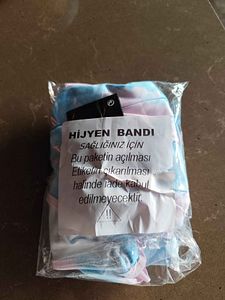 HİJYEN BANDI
SAĞLIĞINIZ İÇİN
Bu paketin açılması
Etiketin çıkarılması
halinde iade kabul
edilmeyecektir.
!!